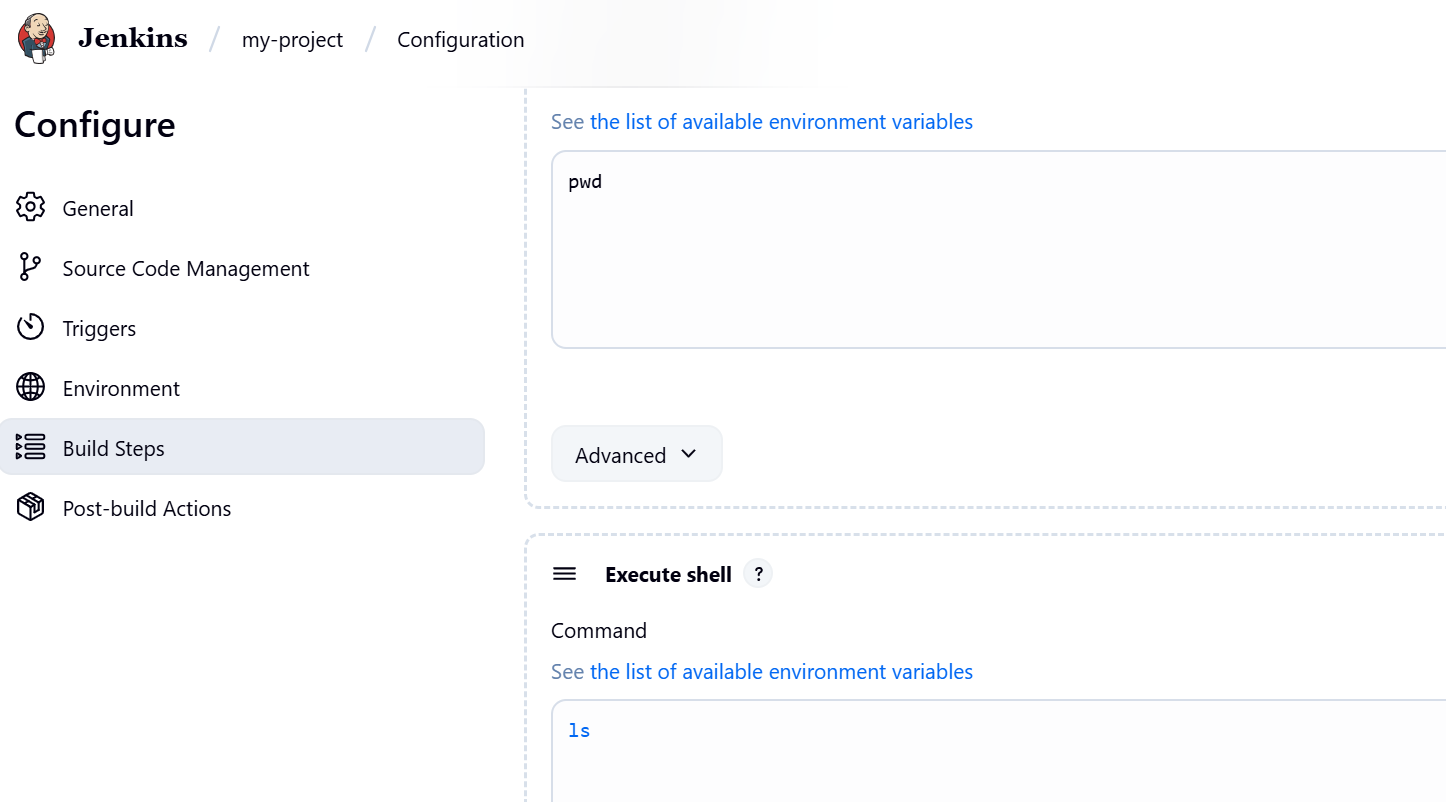 Jenkins / my-project / Configuration
Configure
General
Source Code Management
Triggers
Environment
Build Steps
Post-build Actions
See the list of available environment variables
pwd
Advanced
Execute shell ?
Command
See the list of available environment variables
ls